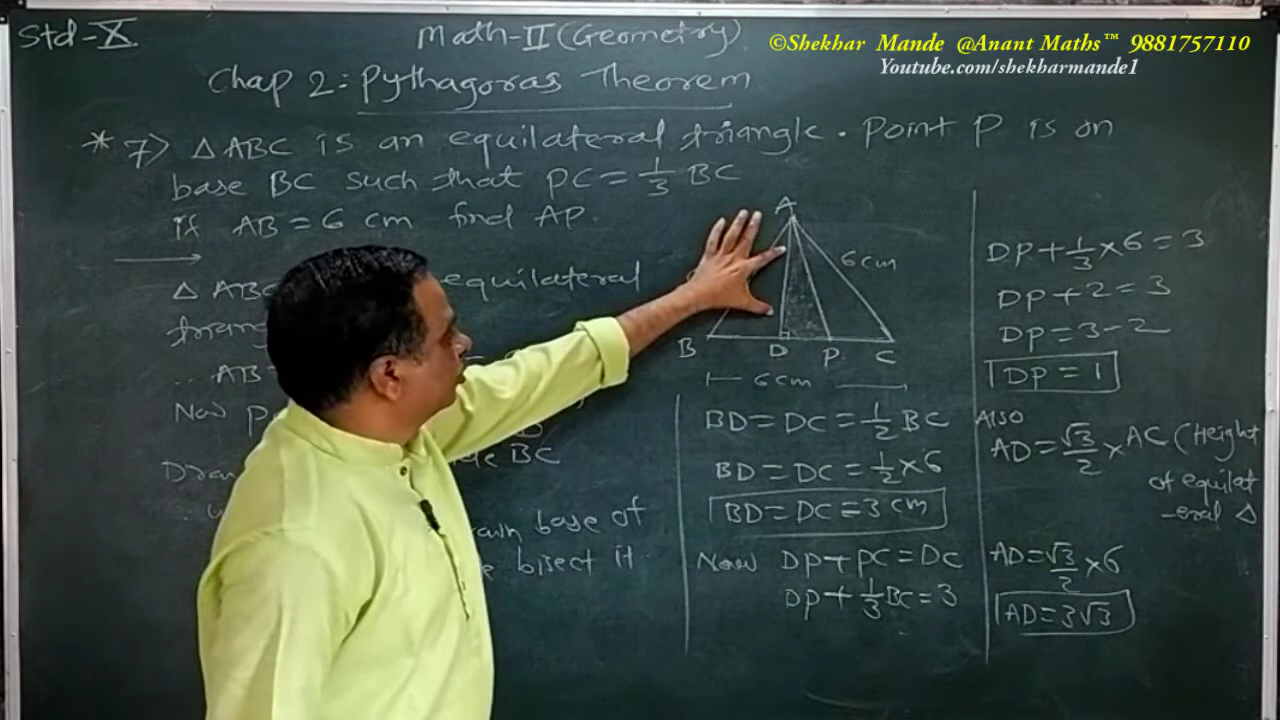 Std-X
Math-II (Geometry)
©Shekhar Mande @Anant Maths™ 9881757110
Youtube.com/shekharmande1
Chap 2: Pythagoras Theorem
* 7) △ABC is an equilateral triangle. Point P is on
base BC such that PC = 1/3 BC
if AB = 6 cm find AP.
△ ABC equilateral
AB =
Now
side BC
base of
bisect it
A
6cm
B D P C
6cm
BD = DC = 1/2 BC
BD = DC = 1/2 × 6
BD = DC = 3 cm
Now DP + PC = DC
DP + 1/3 BC = 3
DP + 1/3 × 6 = 3
DP + 2 = 3
DP = 3 - 2
DP = 1
Also
AD = √3/2 × AC (Height
of equilat
-eral △
AD = √3/2 × 6
AD = 3√3